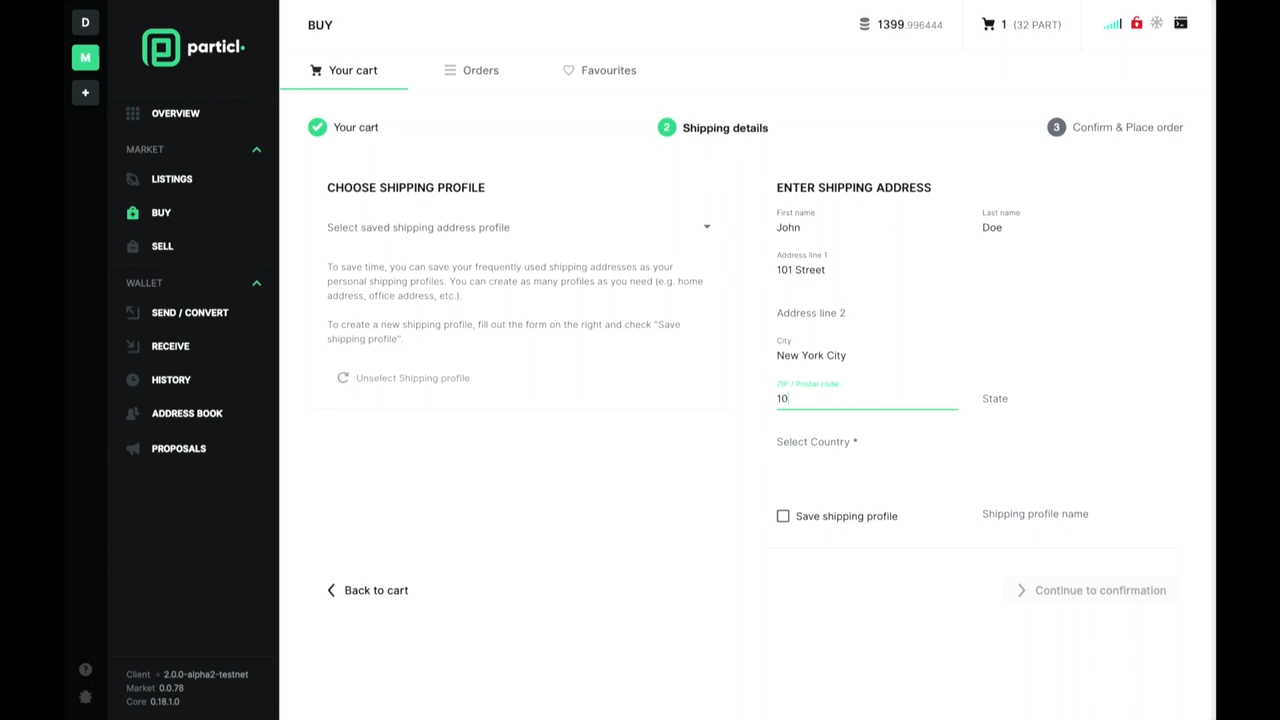 D
M
+
particl
OVERVIEW
MARKET
LISTINGS
BUY
SELL
WALLET
SEND / CONVERT
RECEIVE
HISTORY
ADDRESS BOOK
PROPOSALS
Client 2.0.0-alpha2-testnet
Market 0.0.78
Core 0.18.1.0
BUY
1399.996444
1 (32 PART)
Your cart
Orders
Favourites
Your cart
2 Shipping details
3 Confirm & Place order
CHOOSE SHIPPING PROFILE
Select saved shipping address profile
To save time, you can save your frequently used shipping addresses as your
personal shipping profiles. You can create as many profiles as you need (e.g. home
address, office address, etc.).
To create a new shipping profile, fill out the form on the right and check "Save
shipping profile".
Unselect Shipping profile
ENTER SHIPPING ADDRESS
First name
John
Last name
Doe
Address line 1
101 Street
Address line 2
City
New York City
ZIP / Postal code
10
State
Select Country *
Save shipping profile
Shipping profile name
Back to cart
Continue to confirmation